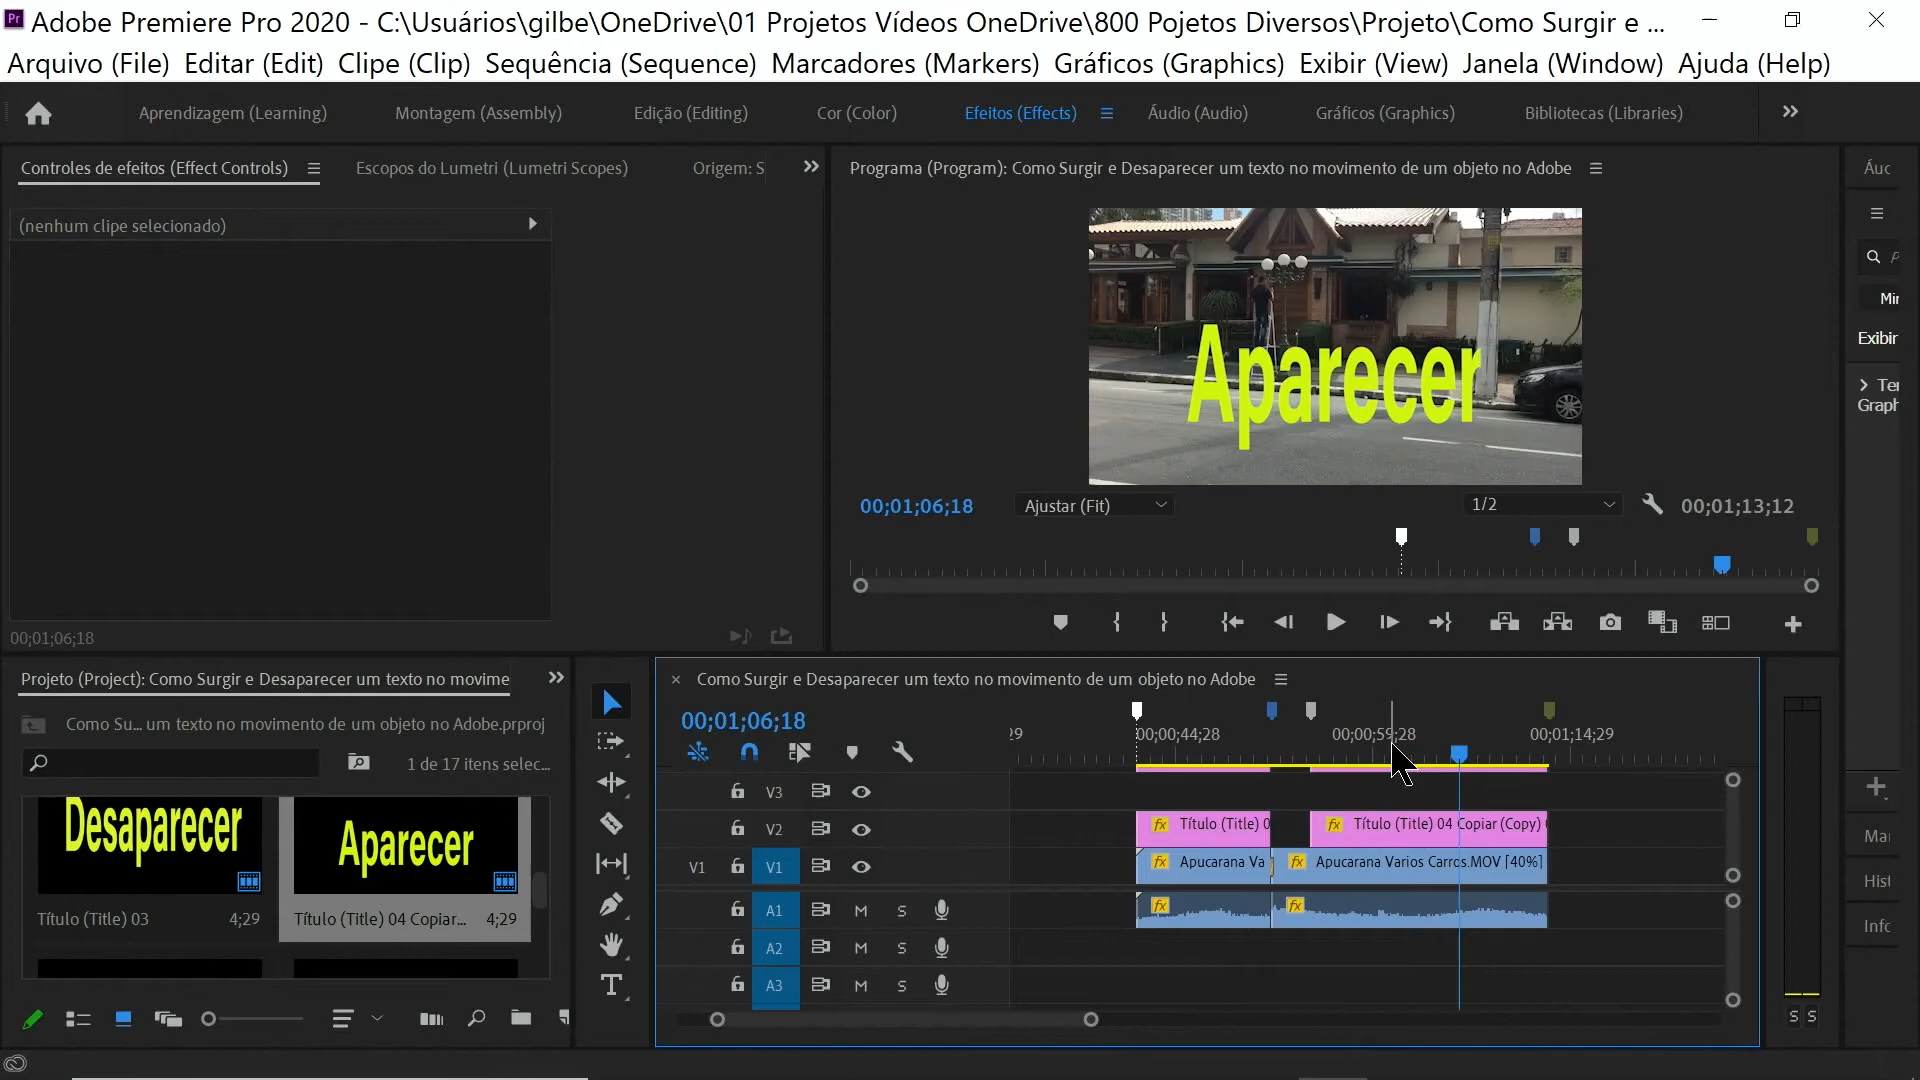 Adobe Premiere Pro 2020 - C:\Usuários\gilbe\OneDrive\01 Projetos Vídeos OneDrive\800 Pojetos Diversos\Projeto\Como Surgir e ...
Arquivo (File) Editar (Edit) Clipe (Clip) Sequência (Sequence) Marcadores (Markers) Gráficos (Graphics) Exibir (View) Janela (Window) Ajuda (Help)
Aprendizagem (Learning) Montagem (Assembly) Edição (Editing) Cor (Color) Efeitos (Effects) Áudio (Audio) Gráficos (Graphics) Bibliotecas (Libraries)
Controles de efeitos (Effect Controls) Escopos do Lumetri (Lumetri Scopes) Origem: S
Programa (Program): Como Surgir e Desaparecer um texto no movimento de um objeto no Adobe
(nenhum clipe selecionado)
Exibir
Aparecer
00;01;06;18 Ajustar (Fit) 1/2 00;01;13;12
00;01;06;18
Projeto (Project): Como Surgir e Desaparecer um texto no movime
Como Su... um texto no movimento de um objeto no Adobe.prproj
1 de 17 itens selec...
Desaparecer
Aparecer
Título (Title) 03 4;29
Título (Title) 04 Copiar... 4;29
Como Surgir e Desaparecer um texto no movimento de um objeto no Adobe
00;01;06;18
29 00;00;44;28 00;00;59;28 00;01;14;29
V3
V2 fx Título (Title) 0 fx Título (Title) 04 Copiar (Copy)
V1 V1 fx Apucarana Va fx Apucarana Varios Carros.MOV [40%]
A1 M S fx fx
A2 M S
A3 M S
S S